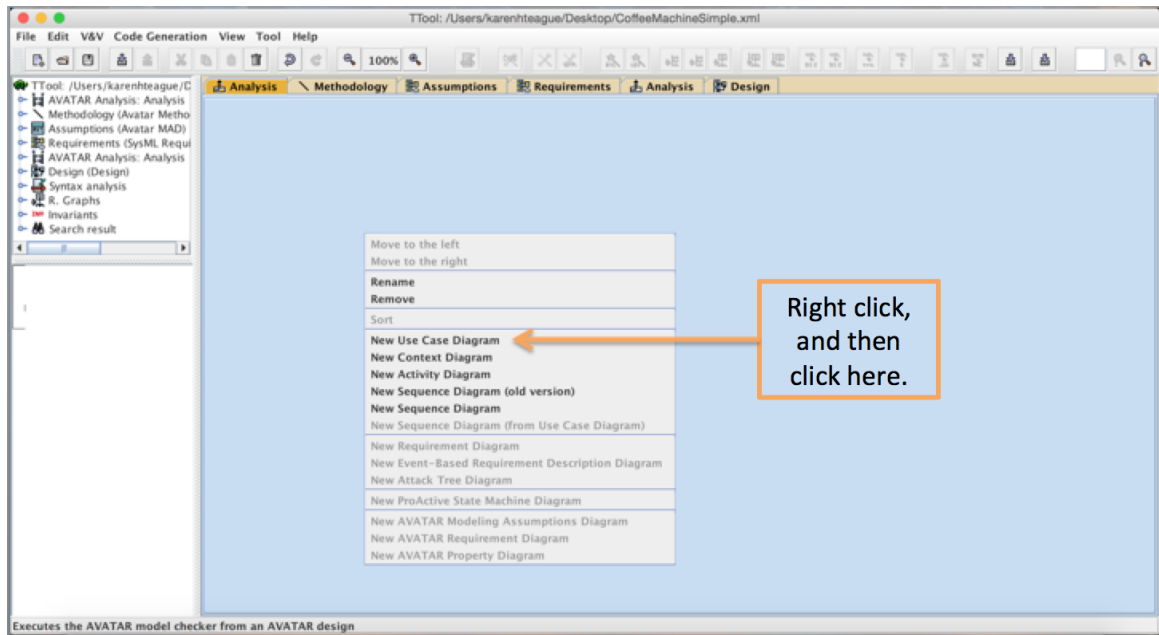 TTool: /Users/karenhteague/Desktop/CoffeeMachineSimple.xml
File Edit V&V Code Generation View Tool Help
100%
TTool: /Users/karenhteague/D
AVATAR Analysis: Analysis
Methodology (Avatar Metho
Assumptions (Avatar MAD)
Requirements (SysML Requi
AVATAR Analysis: Analysis
Design (Design)
Syntax analysis
R. Graphs
Invariants
Search result
Analysis Methodology Assumptions Requirements Analysis Design
Move to the left
Move to the right
Rename
Remove
Sort
New Use Case Diagram
New Context Diagram
New Activity Diagram
New Sequence Diagram (old version)
New Sequence Diagram
New Sequence Diagram (from Use Case Diagram)
New Requirement Diagram
New Event-Based Requirement Description Diagram
New Attack Tree Diagram
New ProActive State Machine Diagram
New AVATAR Modeling Assumptions Diagram
New AVATAR Requirement Diagram
New AVATAR Property Diagram
Right click,
and then
click here.
Executes the AVATAR model checker from an AVATAR design